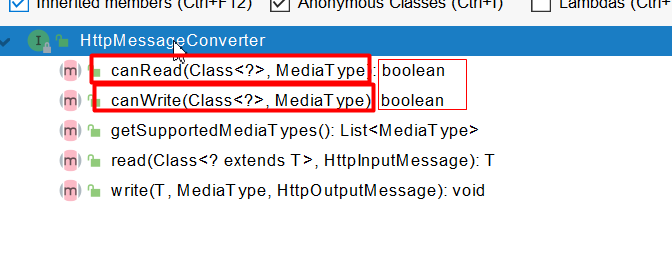 Inherited members (Ctrl+F12) Anonymous Classes (Ctrl+I) Lambdas (Ctrl+
I HttpMessageConverter
m canRead(Class<?>, MediaType): boolean
m canWrite(Class<?>, MediaType) boolean
m getSupportedMediaTypes(): List<MediaType>
m read(Class<? extends T>, HttpInputMessage): T
m write(T, MediaType, HttpOutputMessage): void